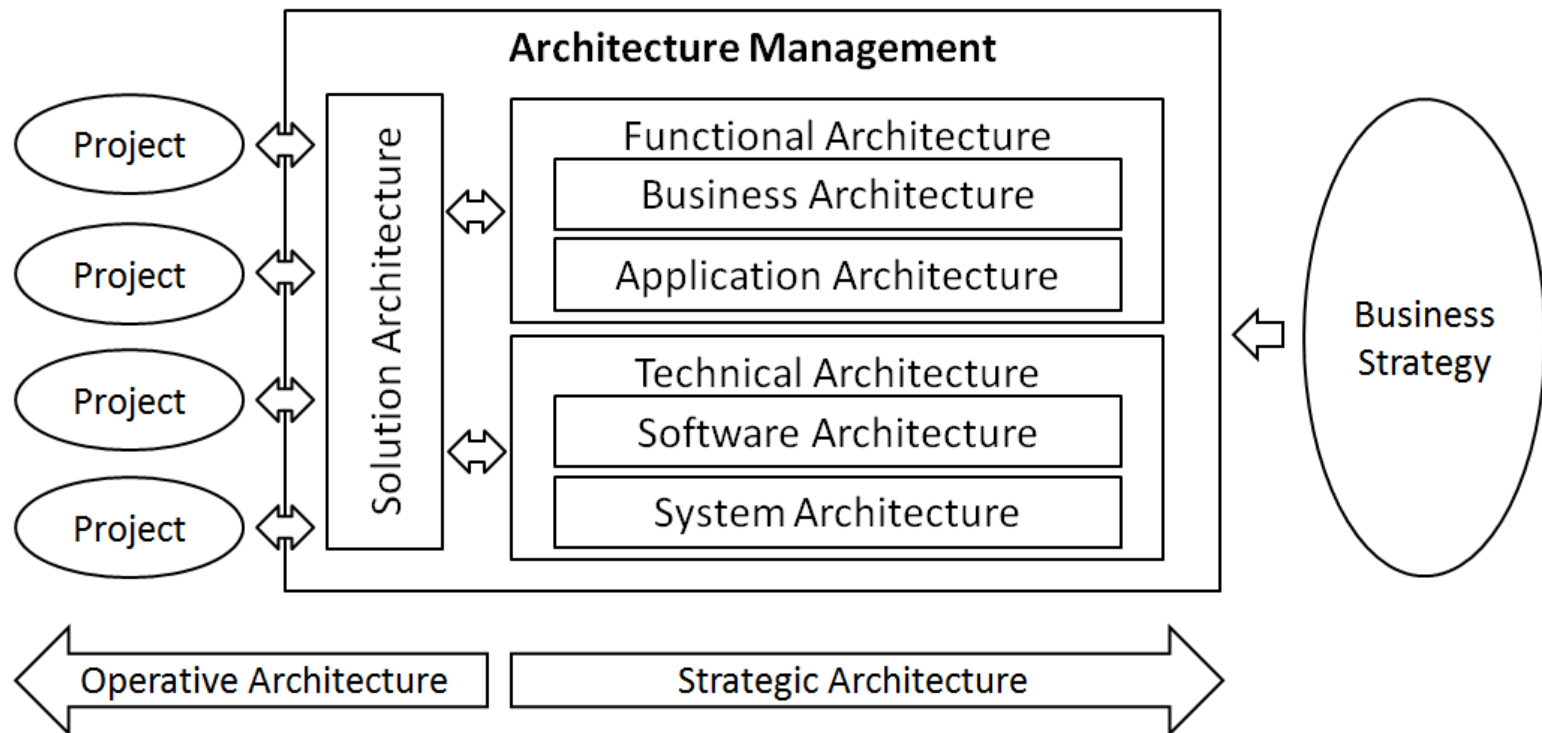 Architecture Management
Project
Project
Project
Project
Solution Architecture
Functional Architecture
Business Architecture
Application Architecture
Technical Architecture
Software Architecture
System Architecture
Business
Strategy
Operative Architecture
Strategic Architecture